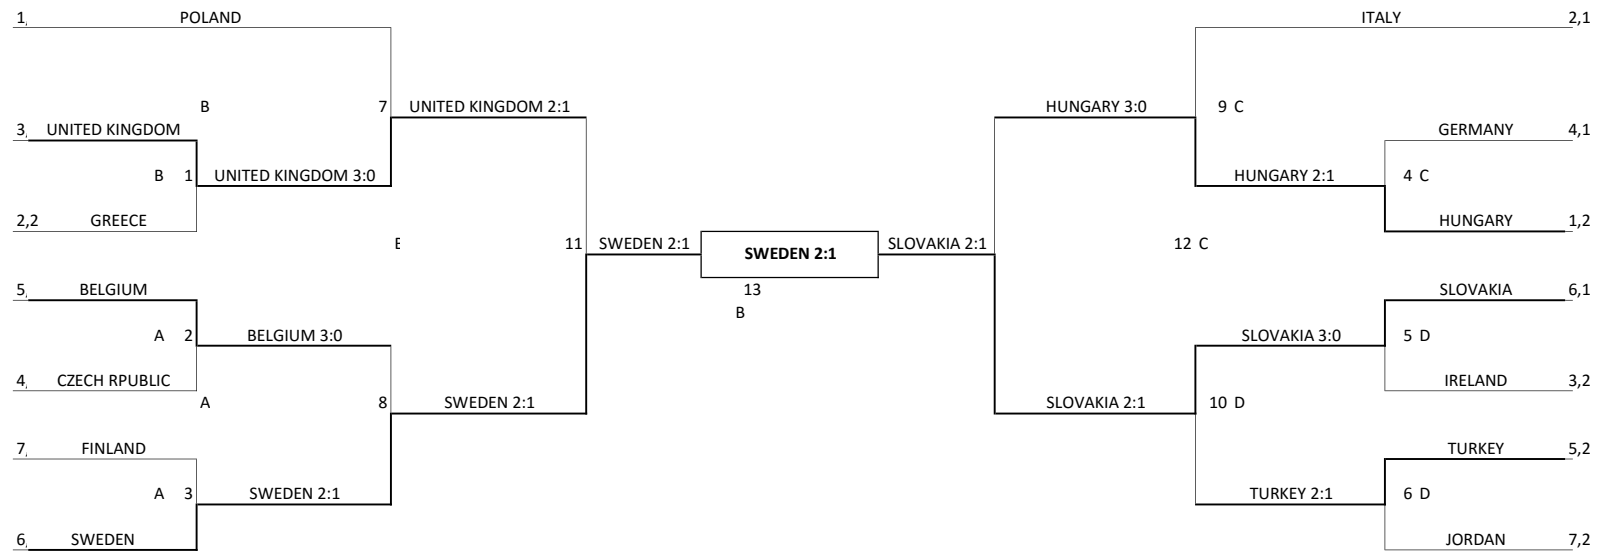 1, POLAND ITALY 2,1
B 7 UNITED KINGDOM 2:1 HUNGARY 3:0 9 C
3, UNITED KINGDOM GERMANY 4,1
B 1 UNITED KINGDOM 3:0 HUNGARY 2:1 4 C
2,2 GREECE HUNGARY 1,2
11 SWEDEN 2:1 SWEDEN 2:1 SLOVAKIA 2:1 12 C
5, BELGIUM 13 SLOVAKIA 6,1
B
A 2 BELGIUM 3:0 SLOVAKIA 3:0 5 D
4, CZECH RPUBLIC IRELAND 3,2
A 8 SWEDEN 2:1 SLOVAKIA 2:1 10 D
7, FINLAND TURKEY 5,2
A 3 SWEDEN 2:1 TURKEY 2:1 6 D
6, SWEDEN JORDAN 7,2